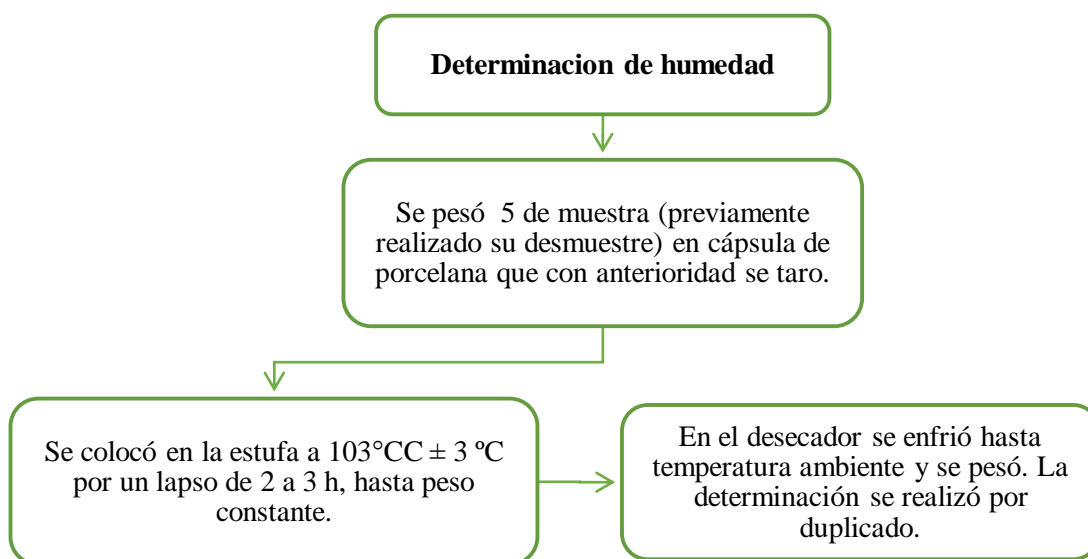 Determinacion de humedad
Se pesó 5 de muestra (previamente
realizado su desmuestre) en cápsula de
porcelana que con anterioridad se taro.
Se colocó en la estufa a 103°CC ± 3 ºC
por un lapso de 2 a 3 h, hasta peso
constante.
En el desecador se enfrió hasta
temperatura ambiente y se pesó. La
determinación se realizó por
duplicado.